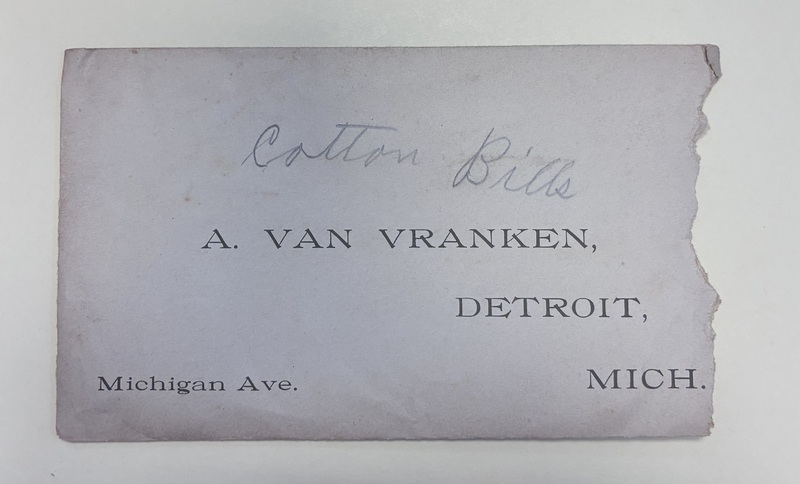 Cotton Bills
A. VAN VRANKEN,
DETROIT,
Michigan Ave. MICH.